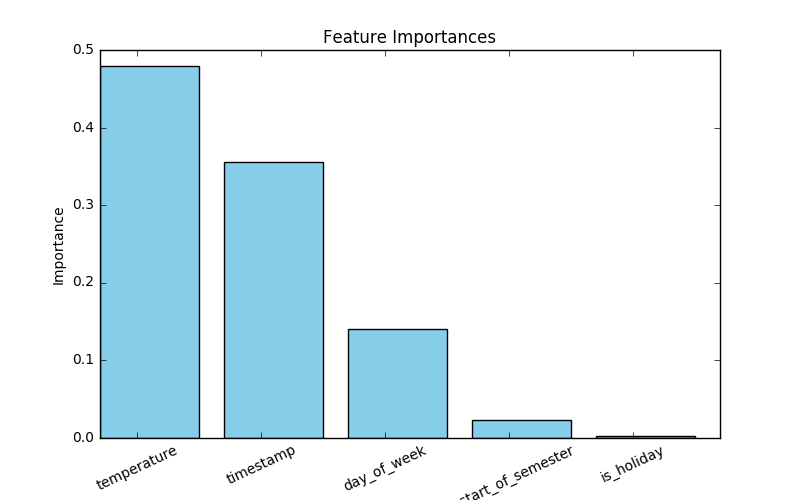 Feature Importances
Importance
0.5
0.4
0.3
0.2
0.1
0.0
temperature
timestamp
day_of_week
start_of_semester
is_holiday